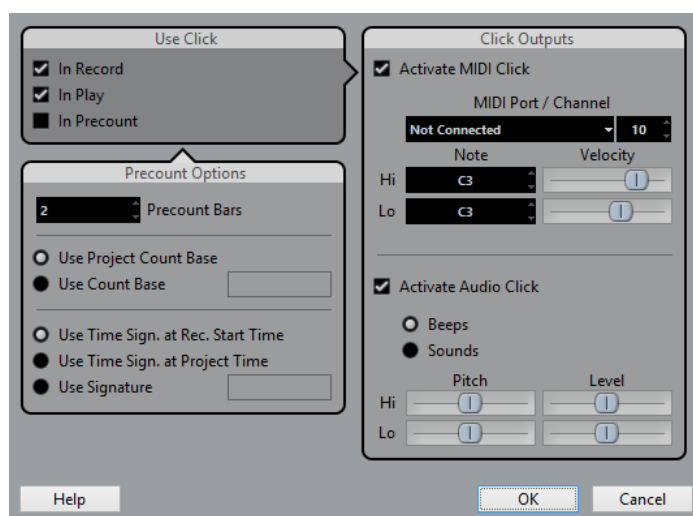 Use Click
In Record
In Play
In Precount
Precount Options
2 Precount Bars
Use Project Count Base
Use Count Base
Use Time Sign. at Rec. Start Time
Use Time Sign. at Project Time
Use Signature
Click Outputs
Activate MIDI Click
MIDI Port / Channel
Not Connected 10
Note Velocity
Hi C3
Lo C3
Activate Audio Click
Beeps
Sounds
Pitch Level
Hi
Lo
Help OK Cancel